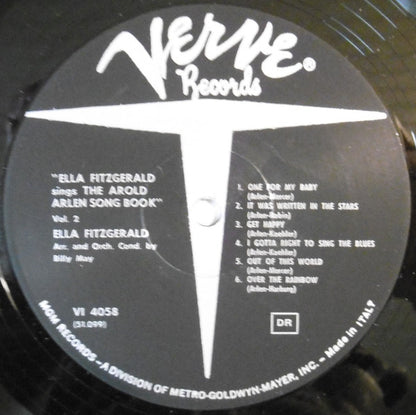 VERVE
Records
"ELLA FITZGERALD
sings THE AROLD
ARLEN SONG BOOK"
Vol. 2
ELLA FITZGERALD
Arr. and Orch. Cond. by
Billy May
VI 4058
(51.099)
1. ONE FOR MY BABY
(Arlen-Mercer)
2. IT WAS WRITTEN IN THE STARS
(Arlen-Robin)
3. GET HAPPY
(Arlen-Koehler)
4. I GOTTA RIGHT TO SING THE BLUES
(Arlen-Koehler)
5. OUT OF THIS WORLD
(Arlen-Mercer)
6. OVER THE RAINBOW
(Arlen-Harburg)
DR
MGM RECORDS – A DIVISION OF METRO-GOLDWYN-MAYER, INC. – Made in ITALY